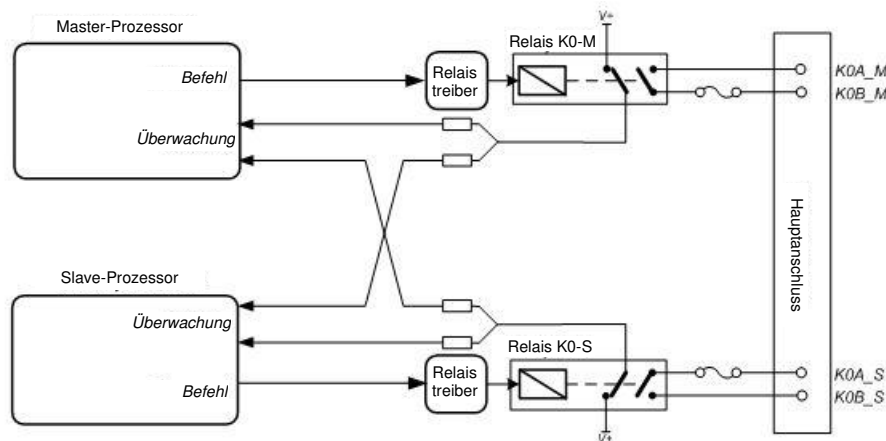 Master-Prozessor
Befehl
Überwachung
Relais
treiber
Relais K0-M
V+
K0A_M
K0B_M
Hauptanschluss
Slave-Prozessor
Überwachung
Befehl
Relais
treiber
Relais K0-S
V+
K0A_S
K0B_S